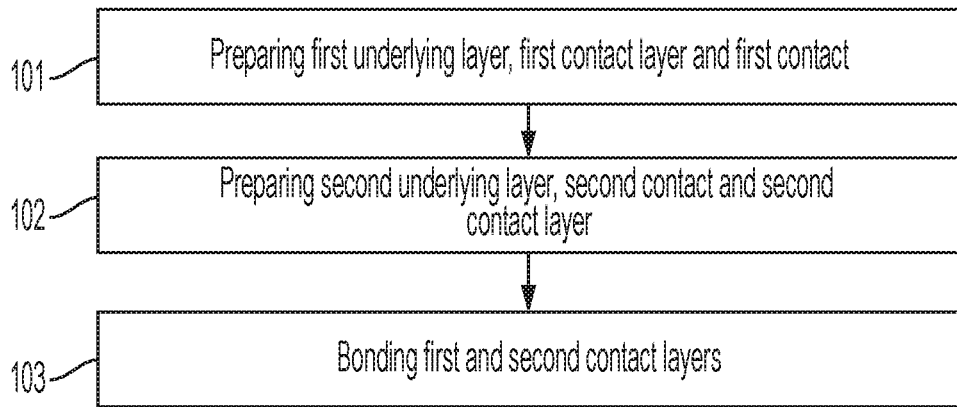 101
Preparing first underlying layer, first contact layer and first contact
102
Preparing second underlying layer, second contact and second
contact layer
103
Bonding first and second contact layers